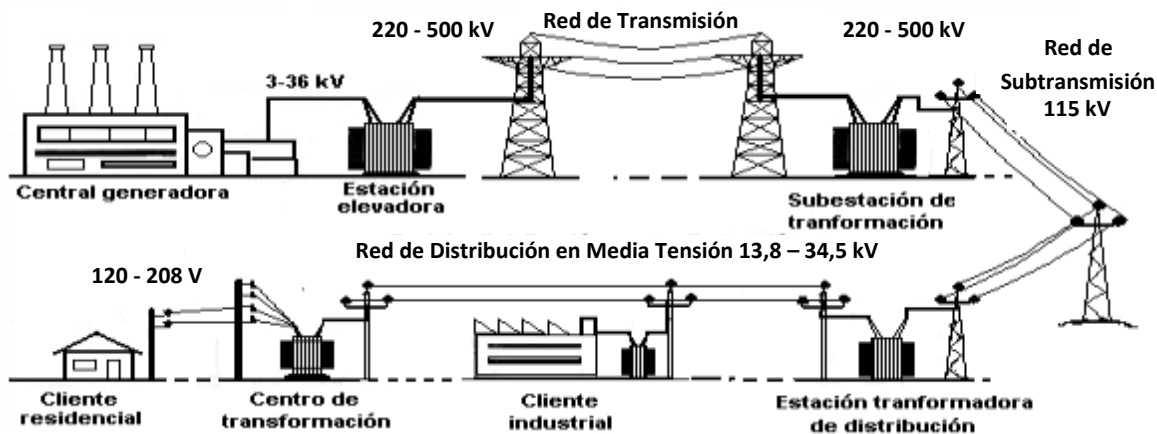 Red de Transmisión
220 - 500 kV
220 - 500 kV
Red de
Subtransmisión
115 kV
3-36 kV
Central generadora
Estación
elevadora
Subestación de
tranformación
Red de Distribución en Media Tensión 13,8 – 34,5 kV
120 - 208 V
Cliente
residencial
Centro de
transformación
Cliente
industrial
Estación tranformadora
de distribución